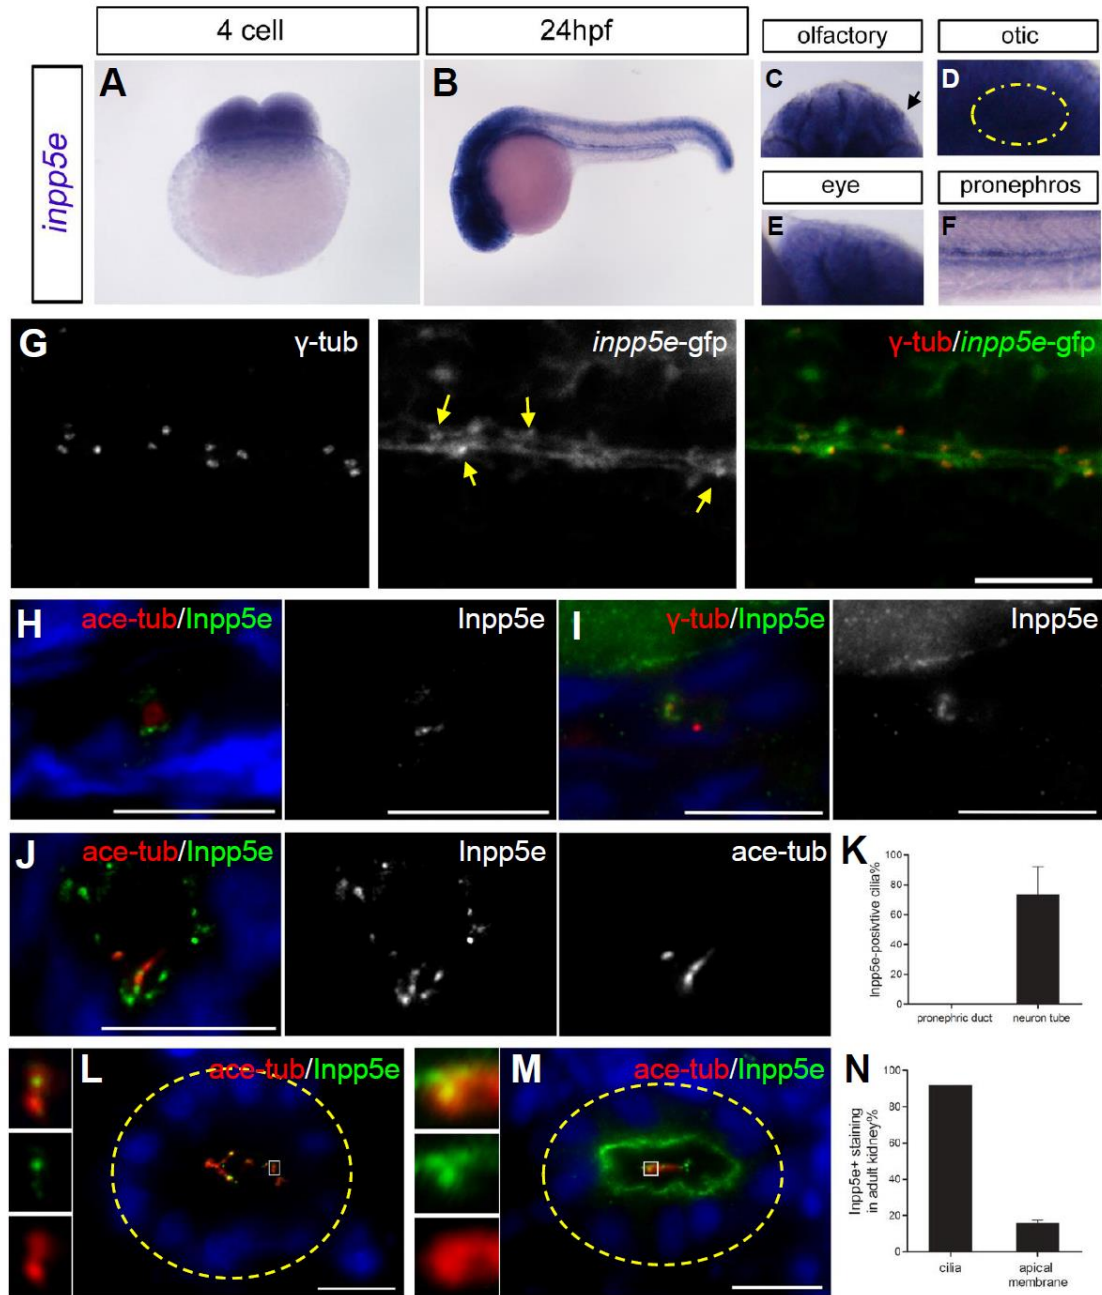 4 cell
24hpf
olfactory
otic
inpp5e
A
B
C
D
eye
pronephros
E
F
G
γ-tub
inpp5e-gfp
γ-tub/inpp5e-gfp
H
ace-tub/Inpp5e
Inpp5e
I
γ-tub/Inpp5e
Inpp5e
J
ace-tub/Inpp5e
Inpp5e
ace-tub
K
Inpp5e-posivtive cilia%
100
80
60
40
20
0
pronephric duct
neuron tube
L
ace-tub/Inpp5e
M
ace-tub/Inpp5e
N
Inpp5e+ staining
in adult kidney%
100
80
60
40
20
0
cilia
apical
membrane